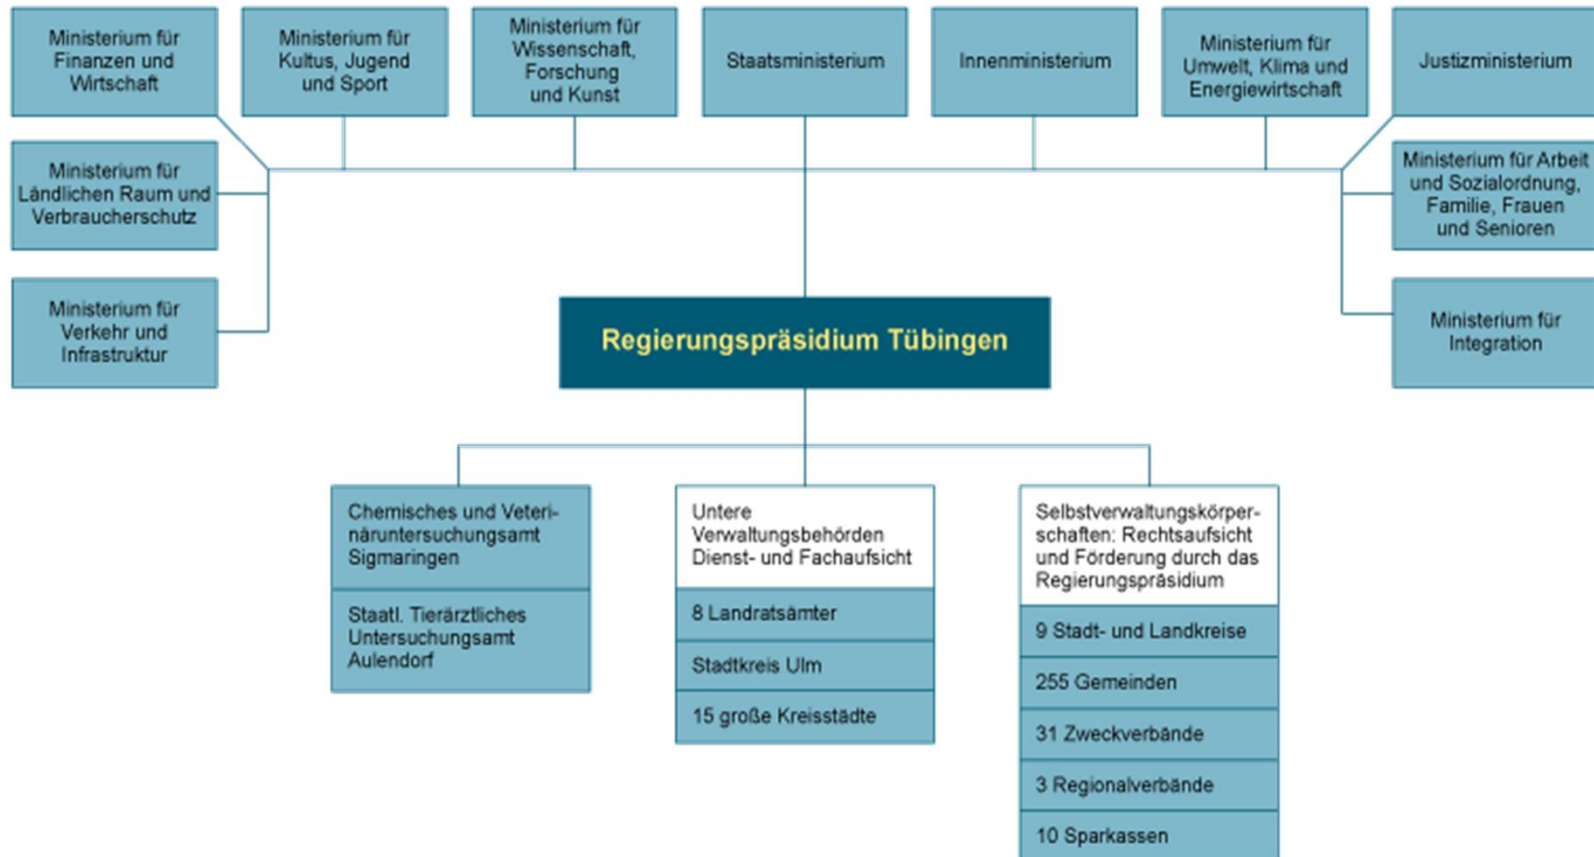 Ministerium für
Finanzen und
Wirtschaft
Ministerium für
Kultus, Jugend
und Sport
Ministerium für
Wissenschaft,
Forschung
und Kunst
Staatsministerium
Innenministerium
Ministerium für
Umwelt, Klima und
Energiewirtschaft
Justizministerium
Ministerium für
Ländlichen Raum und
Verbraucherschutz
Ministerium für Arbeit
und Sozialordnung,
Familie, Frauen
und Senioren
Ministerium für
Verkehr und
Infrastruktur
Regierungspräsidium Tübingen
Ministerium für
Integration
Chemisches und Veteri-
näruntersuchungsamt
Sigmaringen
Staatl. Tierärztliches
Untersuchungsamt
Aulendorf
Untere
Verwaltungsbehörden
Dienst- und Fachaufsicht
8 Landratsämter
Stadtkreis Ulm
15 große Kreisstädte
Selbstverwaltungskörper-
schaften: Rechtsaufsicht
und Förderung durch das
Regierungspräsidium
9 Stadt- und Landkreise
255 Gemeinden
31 Zweckverbände
3 Regionalverbände
10 Sparkassen